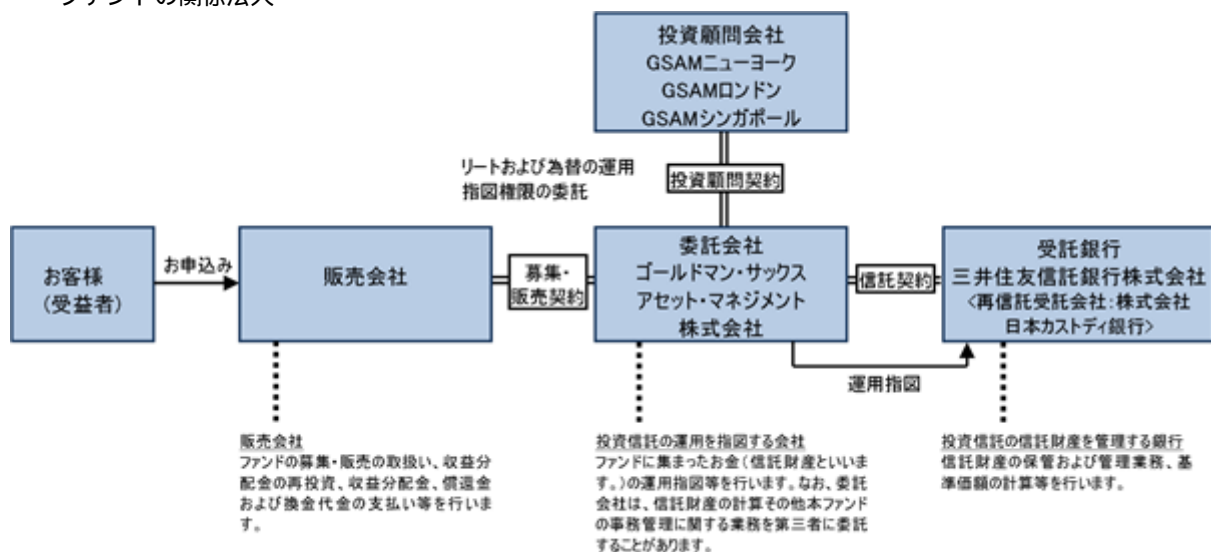 ファンドの関係法人
投資顧問会社
GSAMニューヨーク
GSAMロンドン
GSAMシンガポール
リートおよび為替の運用
指図権限の委託
投資顧問契約
お客様
(受益者)
お申込み
販売会社
募集・
販売契約
委託会社
ゴールドマン・サックス
アセット・マネジメント
株式会社
信託契約
受託銀行
三井住友信託銀行株式会社
<再信託受託会社:株式会社
日本カストディ銀行>
運用指図
販売会社
ファンドの募集・販売の取扱い、収益分
配金の再投資、収益分配金、償還金
および換金代金の支払い等を行いま
す。
投資信託の運用を指図する会社
ファンドに集まったお金(信託財産といいま
す。)の運用指図等を行います。なお、委託
会社は、信託財産の計算その他本ファンド
の事務管理に関する業務を第三者に委託
することがあります。
投資信託の信託財産を管理する銀行
信託財産の保管および管理業務、基
準価額の計算等を行います。